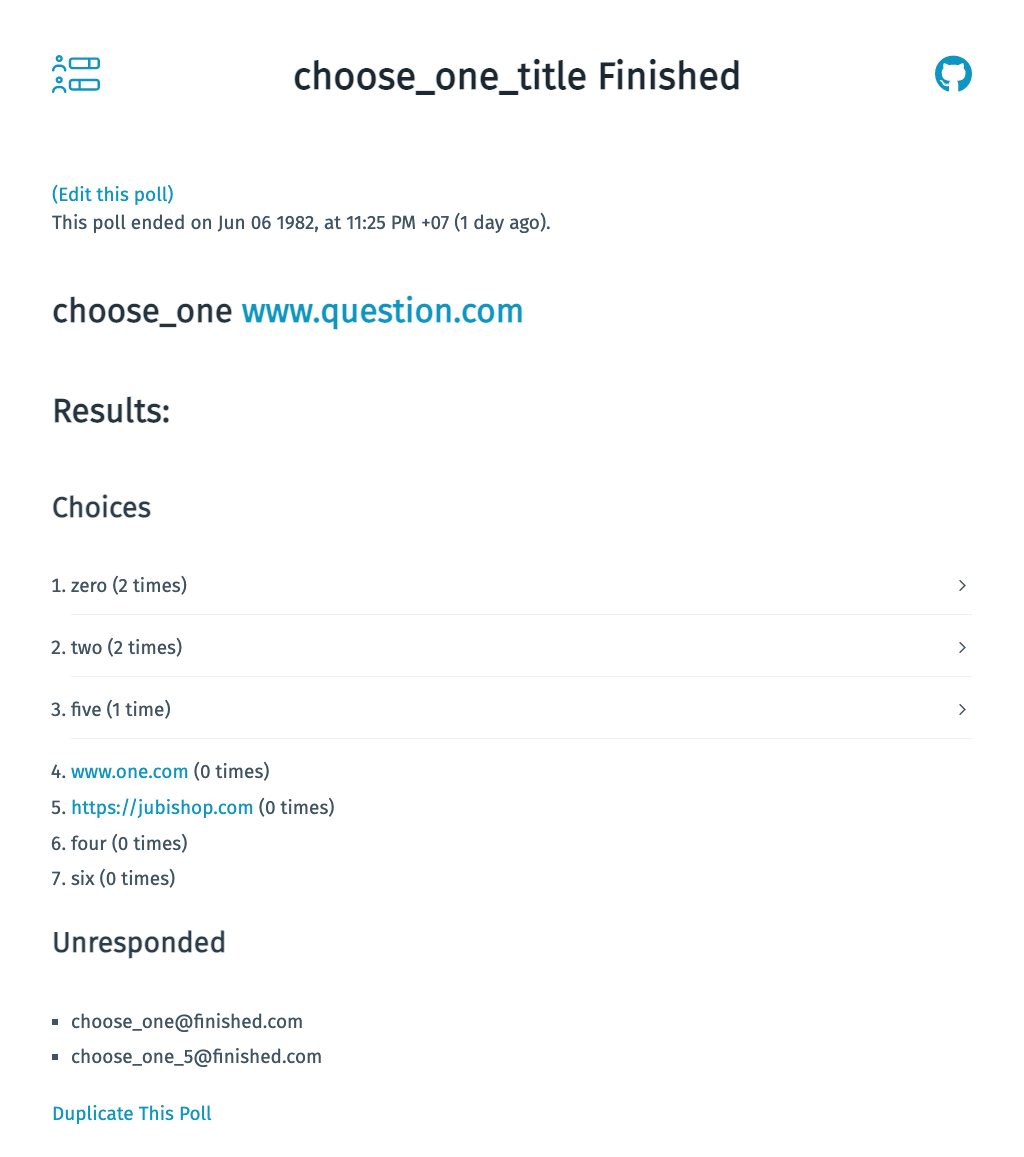 choose_one_title Finished
(Edit this poll)
This poll ended on Jun 06 1982, at 11:25 PM +07 (1 day ago).
choose_one www.question.com
Results:
Choices
1. zero (2 times)
2. two (2 times)
3. five (1 time)
4. www.one.com (0 times)
5. https://jubishop.com (0 times)
6. four (0 times)
7. six (0 times)
Unresponded
▪ choose_one@finished.com
▪ choose_one_5@finished.com
Duplicate This Poll